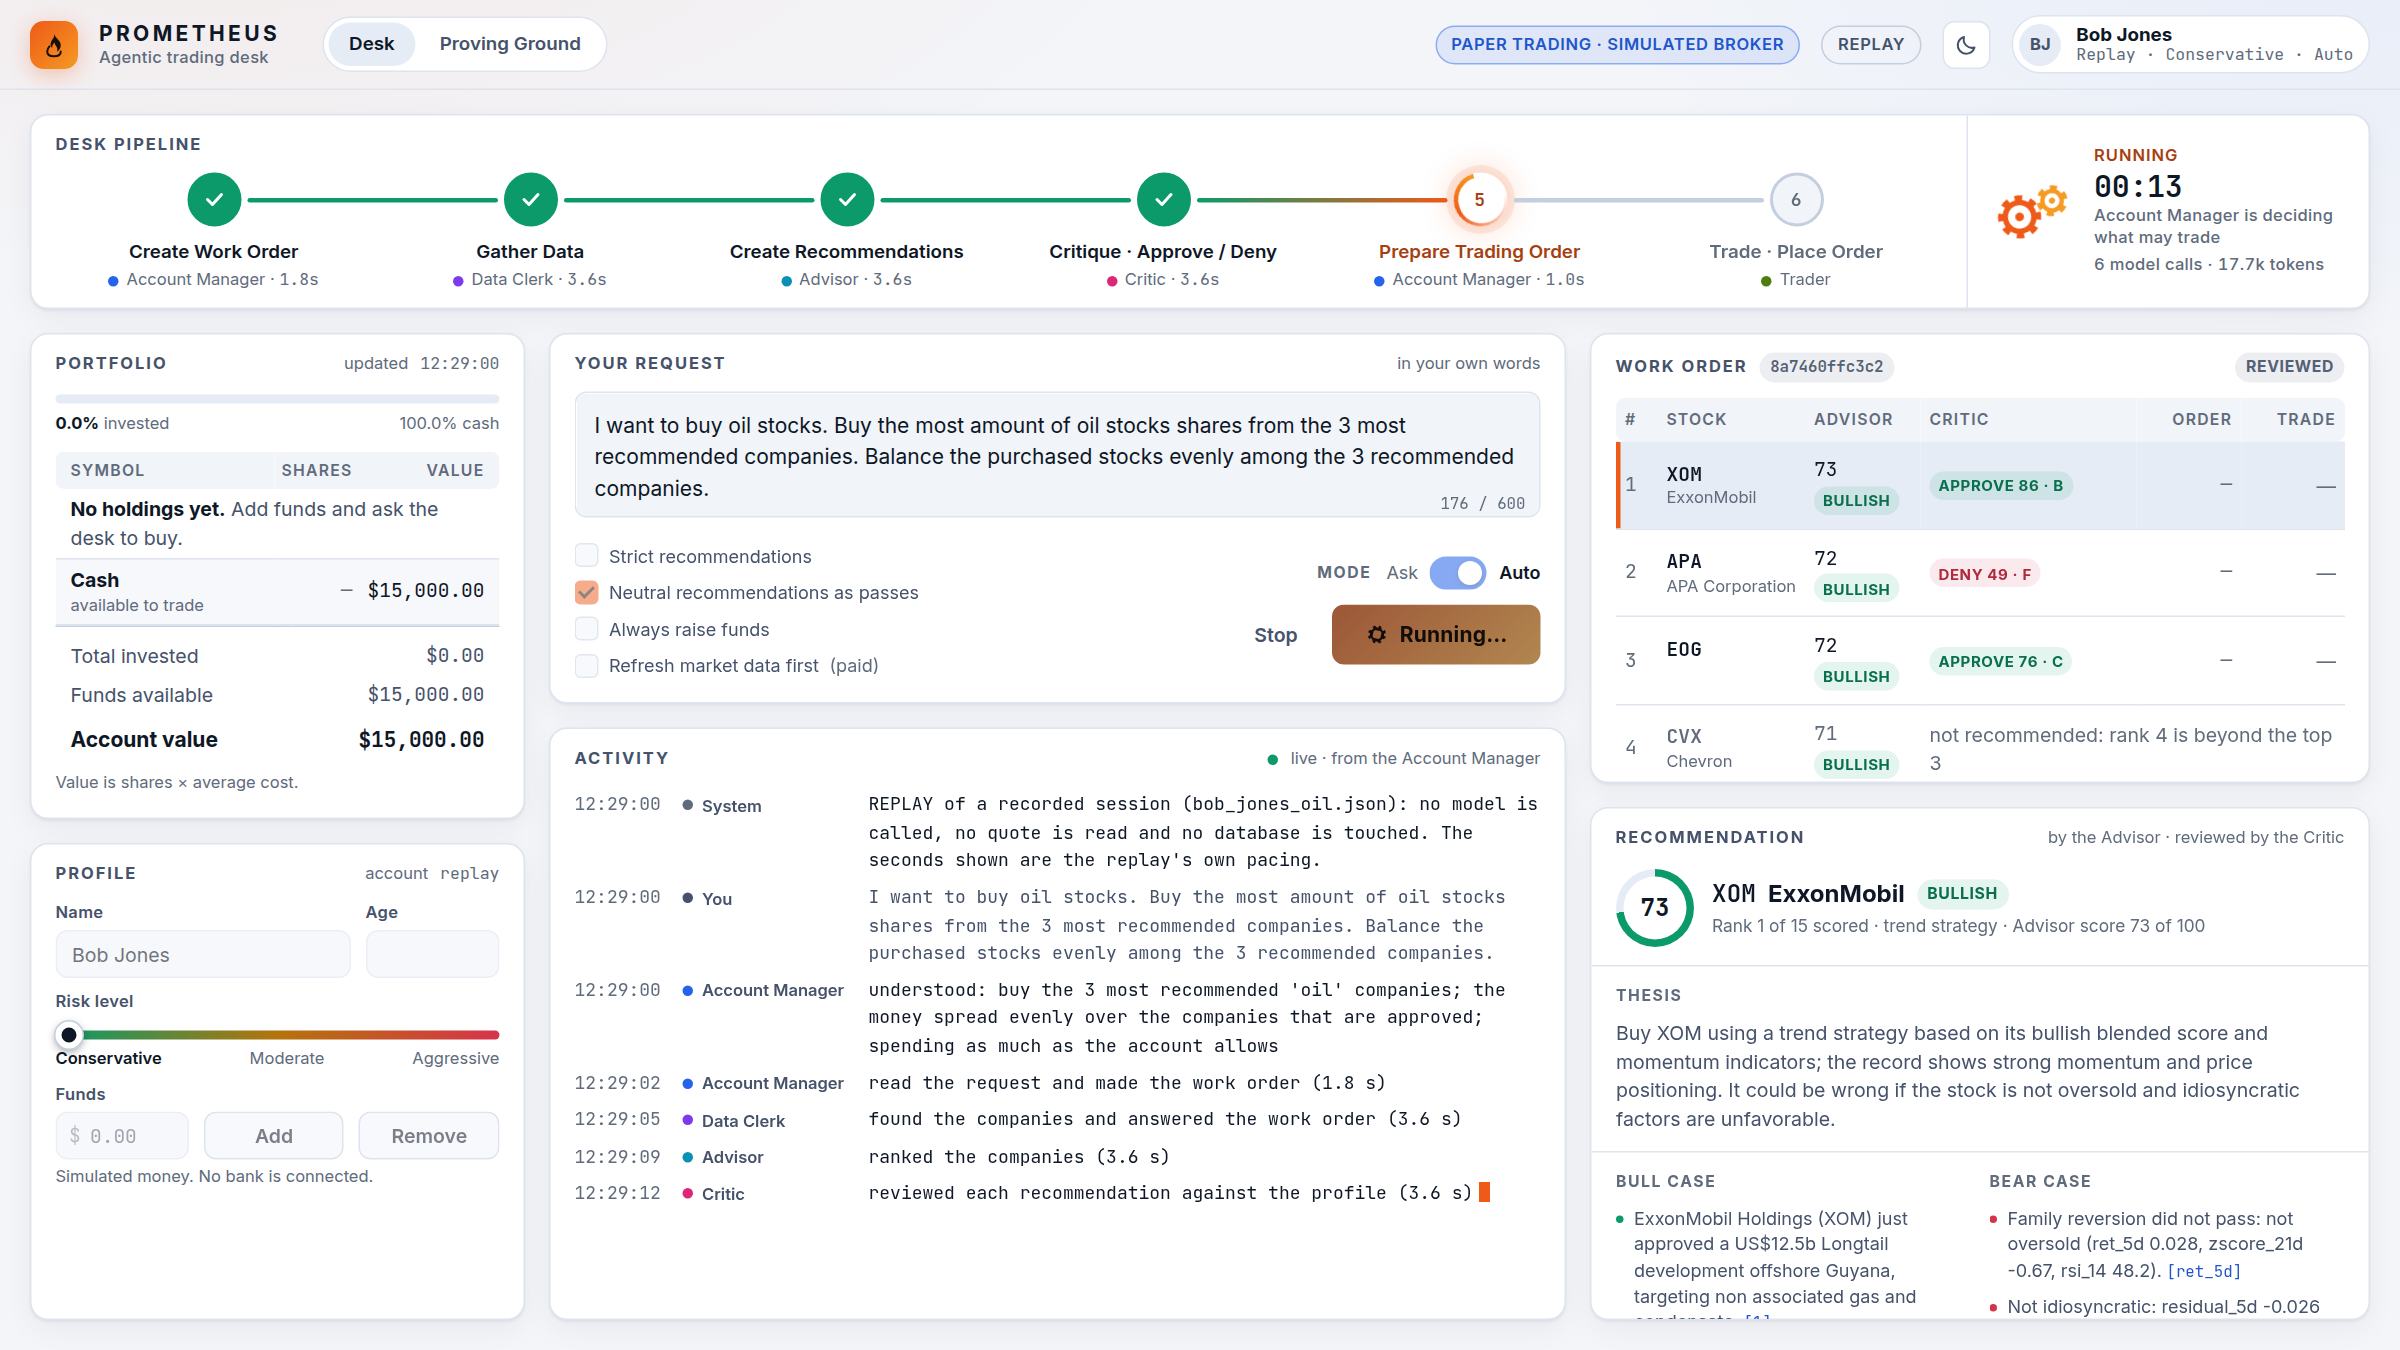 PROMETHEUS
Agentic trading desk
Desk
Proving Ground
PAPER TRADING · SIMULATED BROKER
REPLAY
BJ
Bob Jones
Replay · Conservative · Auto
DESK PIPELINE
Create Work Order
Account Manager · 1.8s
Gather Data
Data Clerk · 3.6s
Create Recommendations
Advisor · 3.6s
Critique · Approve / Deny
Critic · 3.6s
5
Prepare Trading Order
Account Manager · 1.0s
6
Trade · Place Order
Trader
RUNNING
00:13
Account Manager is deciding
what may trade
6 model calls · 17.7k tokens
PORTFOLIO
updated 12:29:00
0.0% invested
100.0% cash
SYMBOL SHARES VALUE
No holdings yet. Add funds and ask the
desk to buy.
Cash
available to trade
– $15,000.00
Total invested $0.00
Funds available $15,000.00
Account value $15,000.00
Value is shares × average cost.
PROFILE
account replay
Name
Age
Bob Jones
Risk level
Conservative Moderate Aggressive
Funds
$ 0.00
Add
Remove
Simulated money. No bank is connected.
YOUR REQUEST
in your own words
I want to buy oil stocks. Buy the most amount of oil stocks shares from the 3 most
recommended companies. Balance the purchased stocks evenly among the 3 recommended
companies.
176 / 600
Strict recommendations
Neutral recommendations as passes
Always raise funds
Refresh market data first (paid)
MODE Ask Auto
Stop
Running...
ACTIVITY
live · from the Account Manager
12:29:00 System REPLAY of a recorded session (bob_jones_oil.json): no model is
called, no quote is read and no database is touched. The
seconds shown are the replay's own pacing.
12:29:00 You I want to buy oil stocks. Buy the most amount of oil stocks
shares from the 3 most recommended companies. Balance the
purchased stocks evenly among the 3 recommended companies.
12:29:00 Account Manager understood: buy the 3 most recommended 'oil' companies; the
money spread evenly over the companies that are approved;
spending as much as the account allows
12:29:02 Account Manager read the request and made the work order (1.8 s)
12:29:05 Data Clerk found the companies and answered the work order (3.6 s)
12:29:09 Advisor ranked the companies (3.6 s)
12:29:12 Critic reviewed each recommendation against the profile (3.6 s)
WORK ORDER 8a7460ffc3c2
REVIEWED
# STOCK ADVISOR CRITIC ORDER TRADE
1 XOM
ExxonMobil
73
BULLISH
APPROVE 86 · B
– —
2 APA
APA Corporation
72
BULLISH
DENY 49 · F
– —
3 EOG
72
BULLISH
APPROVE 76 · C
– —
4 CVX
Chevron
71
BULLISH
not recommended: rank 4 is beyond the top
3
RECOMMENDATION
by the Advisor · reviewed by the Critic
73
XOM ExxonMobil BULLISH
Rank 1 of 15 scored · trend strategy · Advisor score 73 of 100
THESIS
Buy XOM using a trend strategy based on its bullish blended score and
momentum indicators; the record shows strong momentum and price
positioning. It could be wrong if the stock is not oversold and idiosyncratic
factors are unfavorable.
BULL CASE
ExxonMobil Holdings (XOM) just
approved a US$12.5b Longtail
development offshore Guyana,
targeting non associated gas and
BEAR CASE
Family reversion did not pass: not
oversold (ret_5d 0.028, zscore_21d
-0.67, rsi_14 48.2). [ret_5d]
Not idiosyncratic: residual_5d -0.026